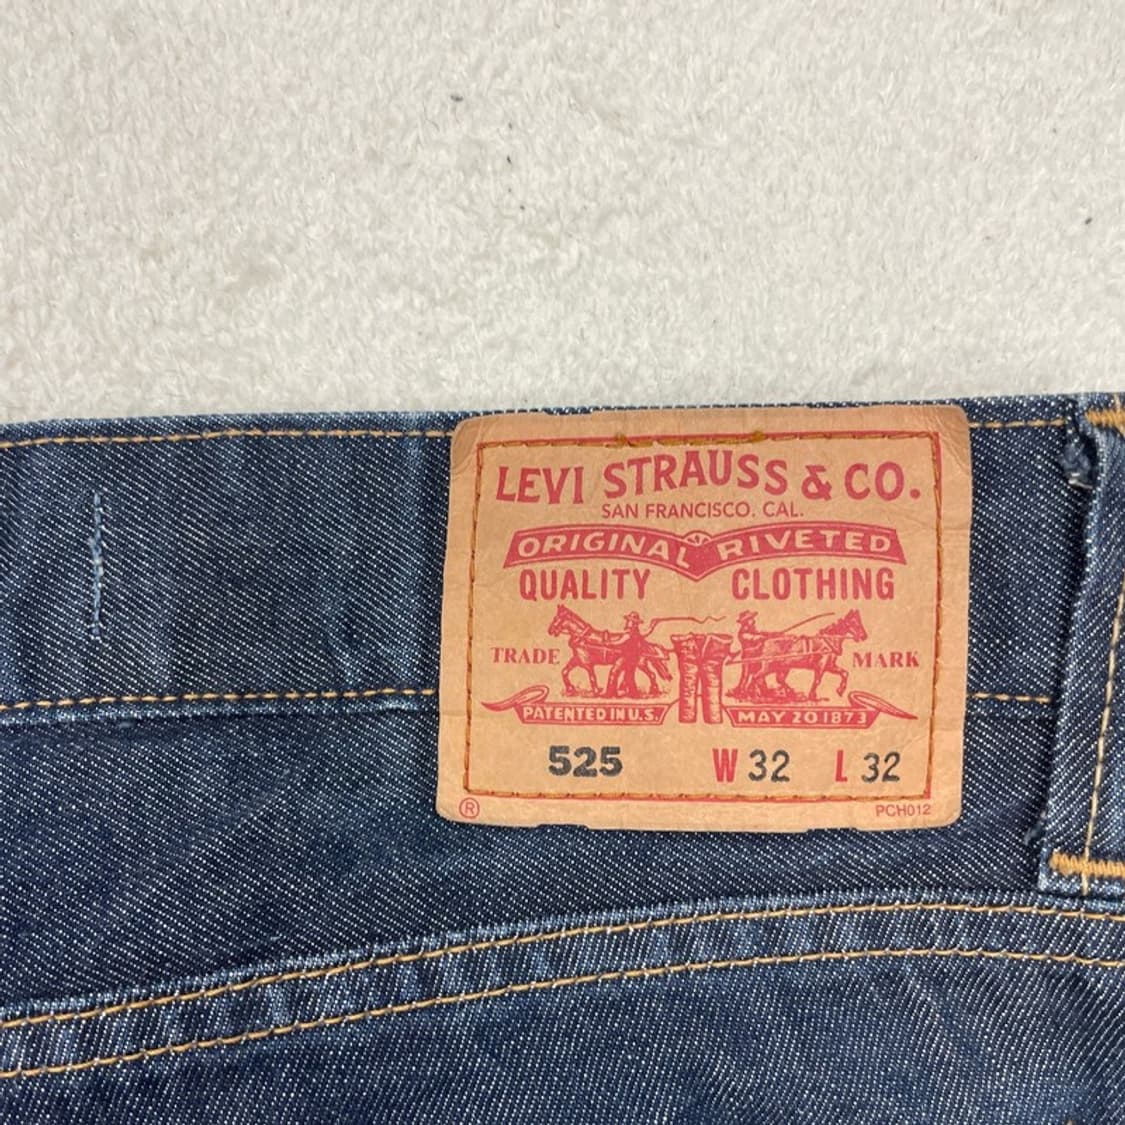 LEVI STRAUSS & CO.
SAN FRANCISCO, CAL.
ORIGINAL RIVETED
QUALITY CLOTHING
TRADE MARK
PATENTED IN U.S. MAY 20 1873
525 W 32 L 32
® PCH012